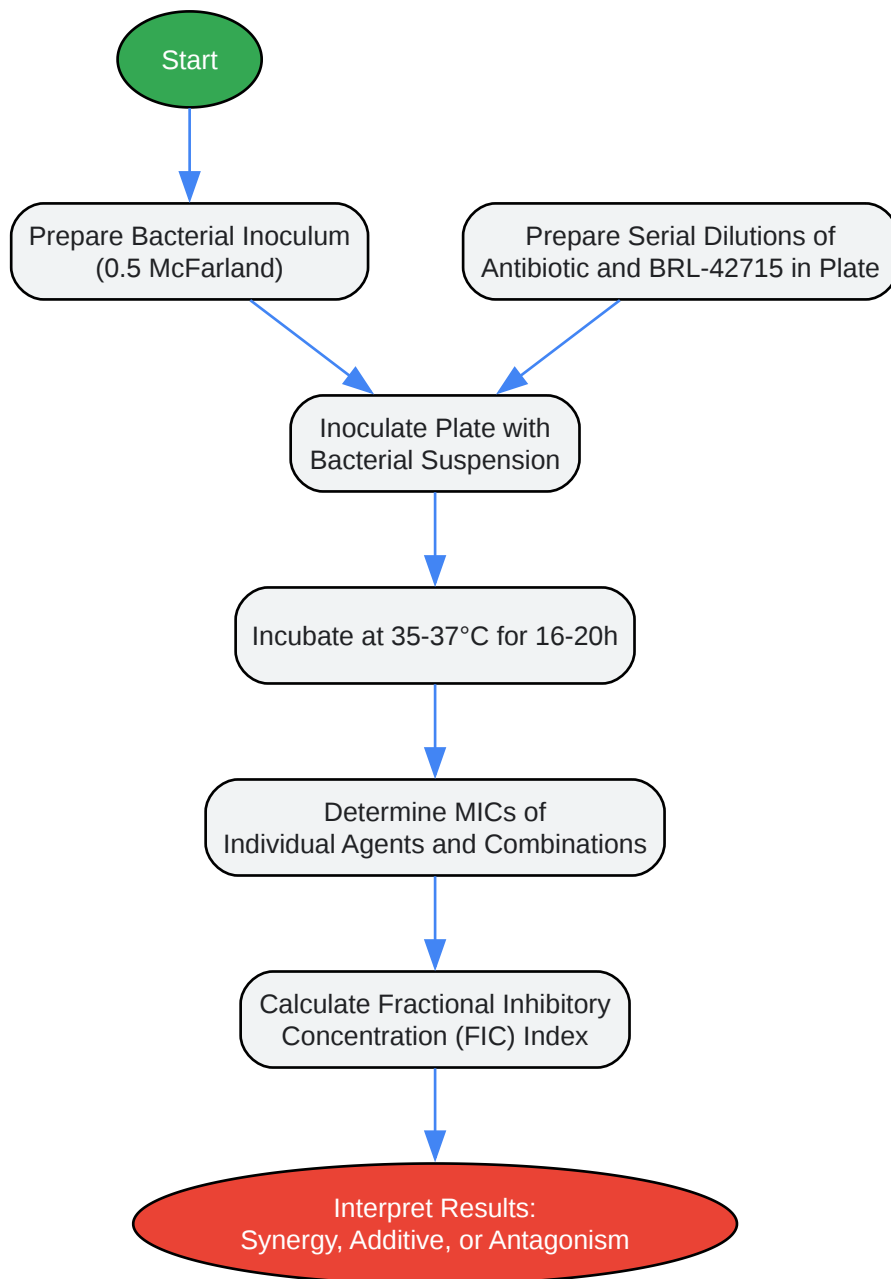 Start
Prepare Bacterial Inoculum
(0.5 McFarland)
Prepare Serial Dilutions of
Antibiotic and BRL-42715 in Plate
Inoculate Plate with
Bacterial Suspension
Incubate at 35-37°C for 16-20h
Determine MICs of
Individual Agents and Combinations
Calculate Fractional Inhibitory
Concentration (FIC) Index
Interpret Results:
Synergy, Additive, or Antagonism